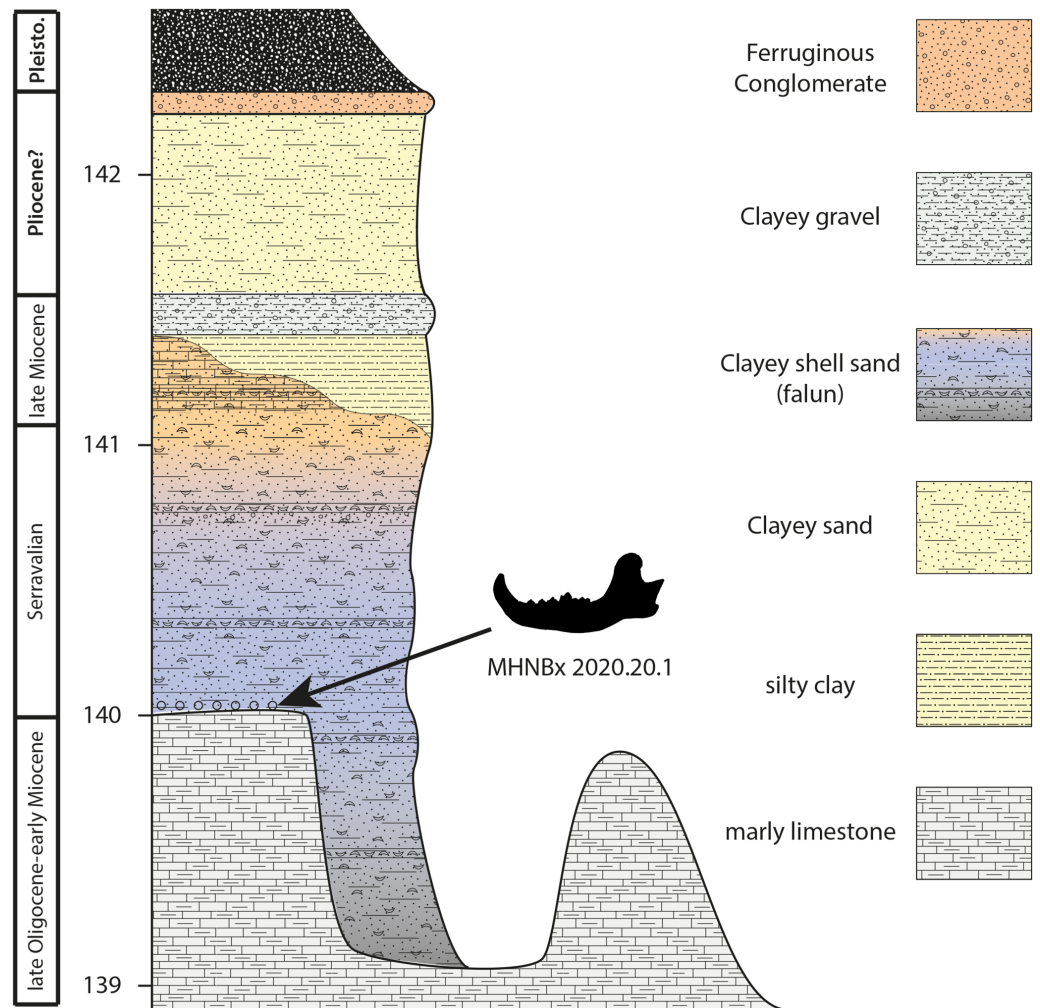 Pleisto.
Pliocene?
late Miocene
Serravalian
late Oligocene-early Miocene
142
141
140
139
MHNBx 2020.20.1
Ferruginous
Conglomerate
Clayey gravel
Clayey shell sand
(falun)
Clayey sand
silty clay
marly limestone